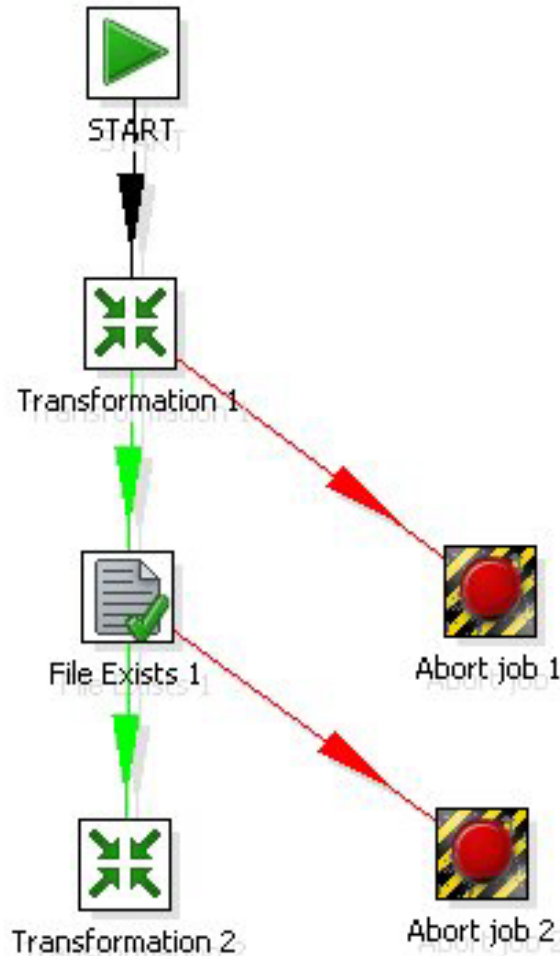 START
Transformation 1
Abort job 1
File Exists 1
Transformation 2
Abort job 2